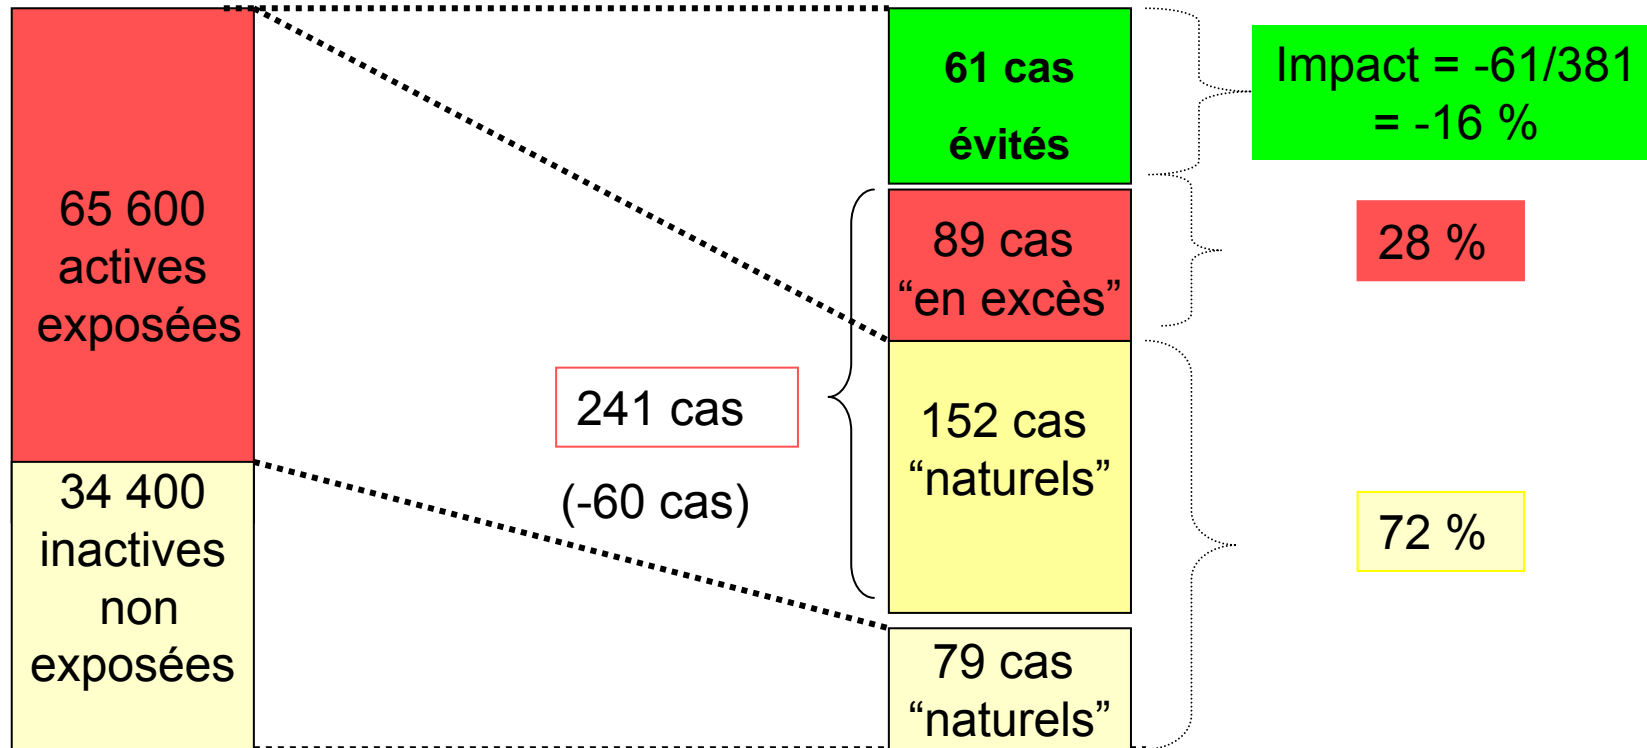 65 600
actives
exposées
34 400
inactives
non
exposées
241 cas
(-60 cas)
61 cas
évités
89 cas
“en excès”
152 cas
“naturels”
79 cas
“naturels”
Impact = -61/381
= -16 %
28 %
72 %